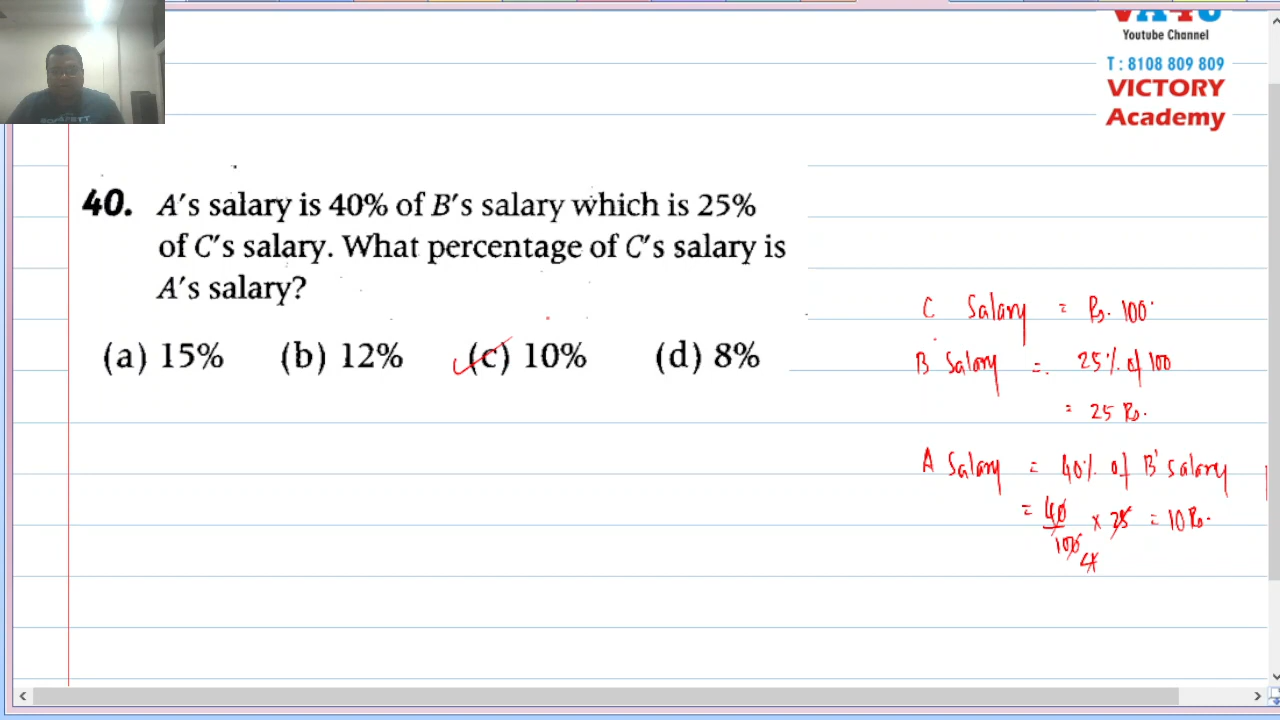 VA4U
Youtube Channel
T : 8108 809 809
VICTORY
Academy
40. A's salary is 40% of B's salary which is 25%
of C's salary. What percentage of C's salary is
A's salary?
(a) 15% (b) 12% (c) 10% (d) 8%
C Salary = Rs. 100
B Salary = 25% of 100
= 25 Rs.
A Salary = 40% of B' salary
= 40/100 × 25 = 10 Rs.
4